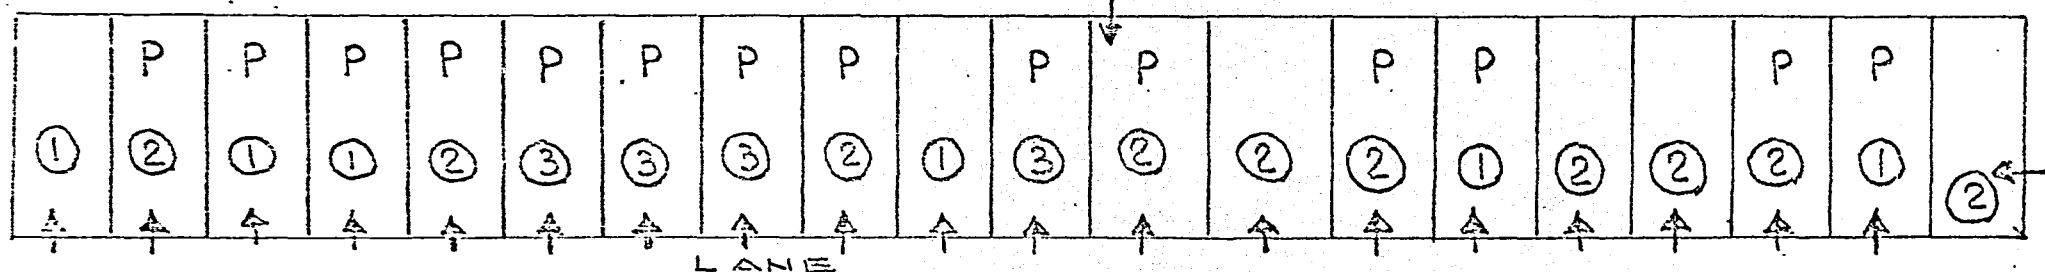 P P P P P P P P P P P P P P
① ② ① ① ② ③ ③ ③ ② ① ③ ② ② ② ① ② ② ② ① ②
LANE